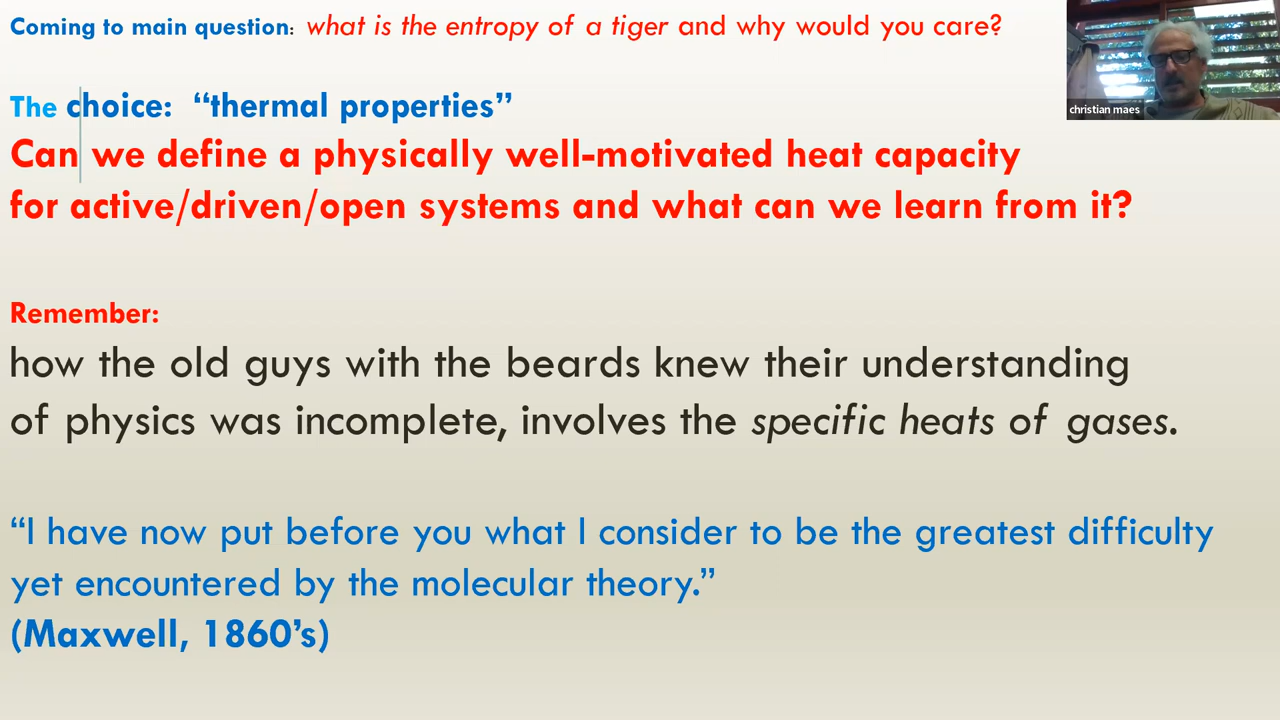 Coming to main question: what is the entropy of a tiger and why would you care?
christian maes
The choice: “thermal properties”
Can we define a physically well-motivated heat capacity
for active/driven/open systems and what can we learn from it?
Remember:
how the old guys with the beards knew their understanding
of physics was incomplete, involves the specific heats of gases.
“I have now put before you what I consider to be the greatest difficulty
yet encountered by the molecular theory.”
(Maxwell, 1860’s)